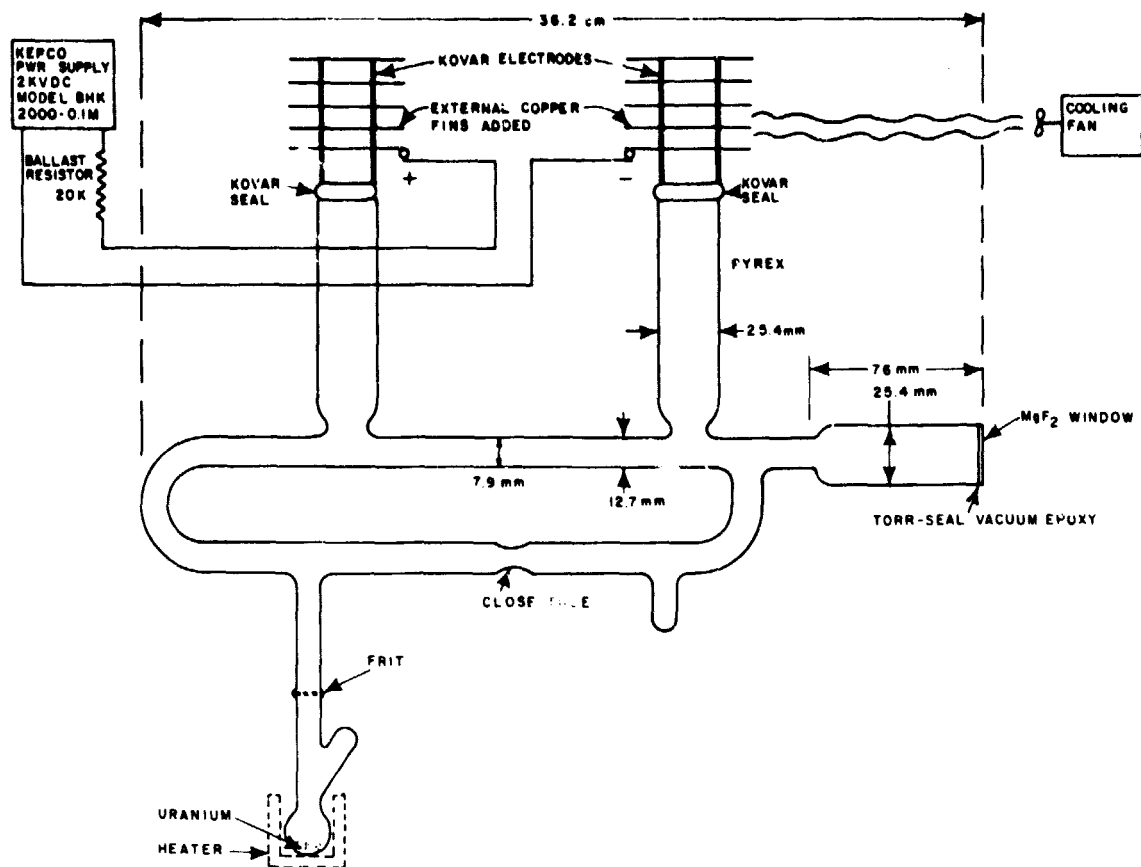 36.2 cm
KEPCO
PWR SUPPLY
2KVDC
MODEL BHK
2000-0.1M
KOVAR ELECTRODES
EXTERNAL COPPER
FINS ADDED
COOLING
FAN
BALLAST
RESISTOR
20K
+
−
KOVAR
SEAL
KOVAR
SEAL
PYREX
25.4mm
76 mm
25.4 mm
MgF2 WINDOW
7.9 mm
12.7 mm
TORR-SEAL VACUUM EPOXY
CLOSE
FRIT
URANIUM
HEATER